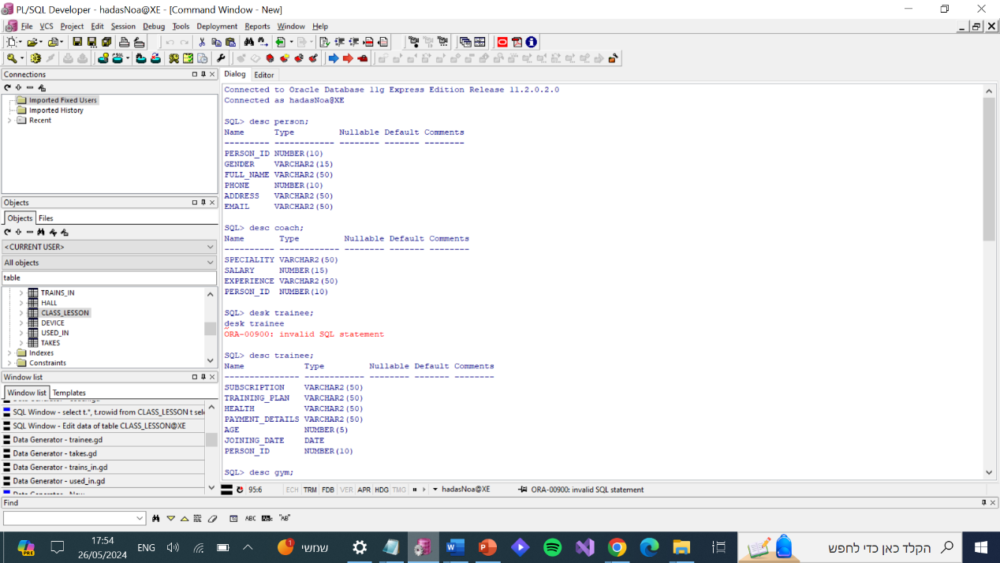 PL/SQL Developer - hadasNoa@XE - [Command Window - New]
File VCS Project Edit Session Debug Tools Deployment Reports Window Help
Connections
Imported Fixed Users
Imported History
Recent
Objects
Objects Files
<CURRENT USER>
All objects
table
TRAINS_IN
HALL
CLASS_LESSON
DEVICE
USED_IN
TAKES
Indexes
Constraints
Window list
Window list Templates
SQL Window - select t.*, t.rowid from CLASS_LESSON t sele
SQL Window - Edit data of table CLASS_LESSON@XE
Data Generator - trainee.gd
Data Generator - takes.gd
Data Generator - trains_in.gd
Data Generator - used_in.gd
Dialog Editor
Connected to Oracle Database 11g Express Edition Release 11.2.0.2.0
Connected as hadasNoa@XE
SQL> desc person;
Name Type Nullable Default Comments
--------- ------------ -------- ------- --------
PERSON_ID NUMBER(10)
GENDER VARCHAR2(15)
FULL_NAME VARCHAR2(50)
PHONE NUMBER(10)
ADDRESS VARCHAR2(50)
EMAIL VARCHAR2(50)
SQL> desc coach;
Name Type Nullable Default Comments
---------- ------------ -------- ------- --------
SPECIALITY VARCHAR2(50)
SALARY NUMBER(15)
EXPERIENCE VARCHAR2(50)
PERSON_ID NUMBER(10)
SQL> desk trainee;
desk trainee
ORA-00900: invalid SQL statement
SQL> desc trainee;
Name Type Nullable Default Comments
--------------- ------------ -------- ------- --------
SUBSCRIPTION VARCHAR2(50)
TRAINING_PLAN VARCHAR2(50)
HEALTH VARCHAR2(50)
PAYMENT_DETAILS VARCHAR2(50)
AGE NUMBER(5)
JOINING_DATE DATE
PERSON_ID NUMBER(10)
SQL> desc gym;
95:6 ECH TRM FDB VER APR HDG TMG hadasNoa@XE ORA-00900: invalid SQL statement
Find
ABC "AB"
PRE 17:54 ENG 1 שמשי הקלד כאן כדי לחפש
26/05/2024